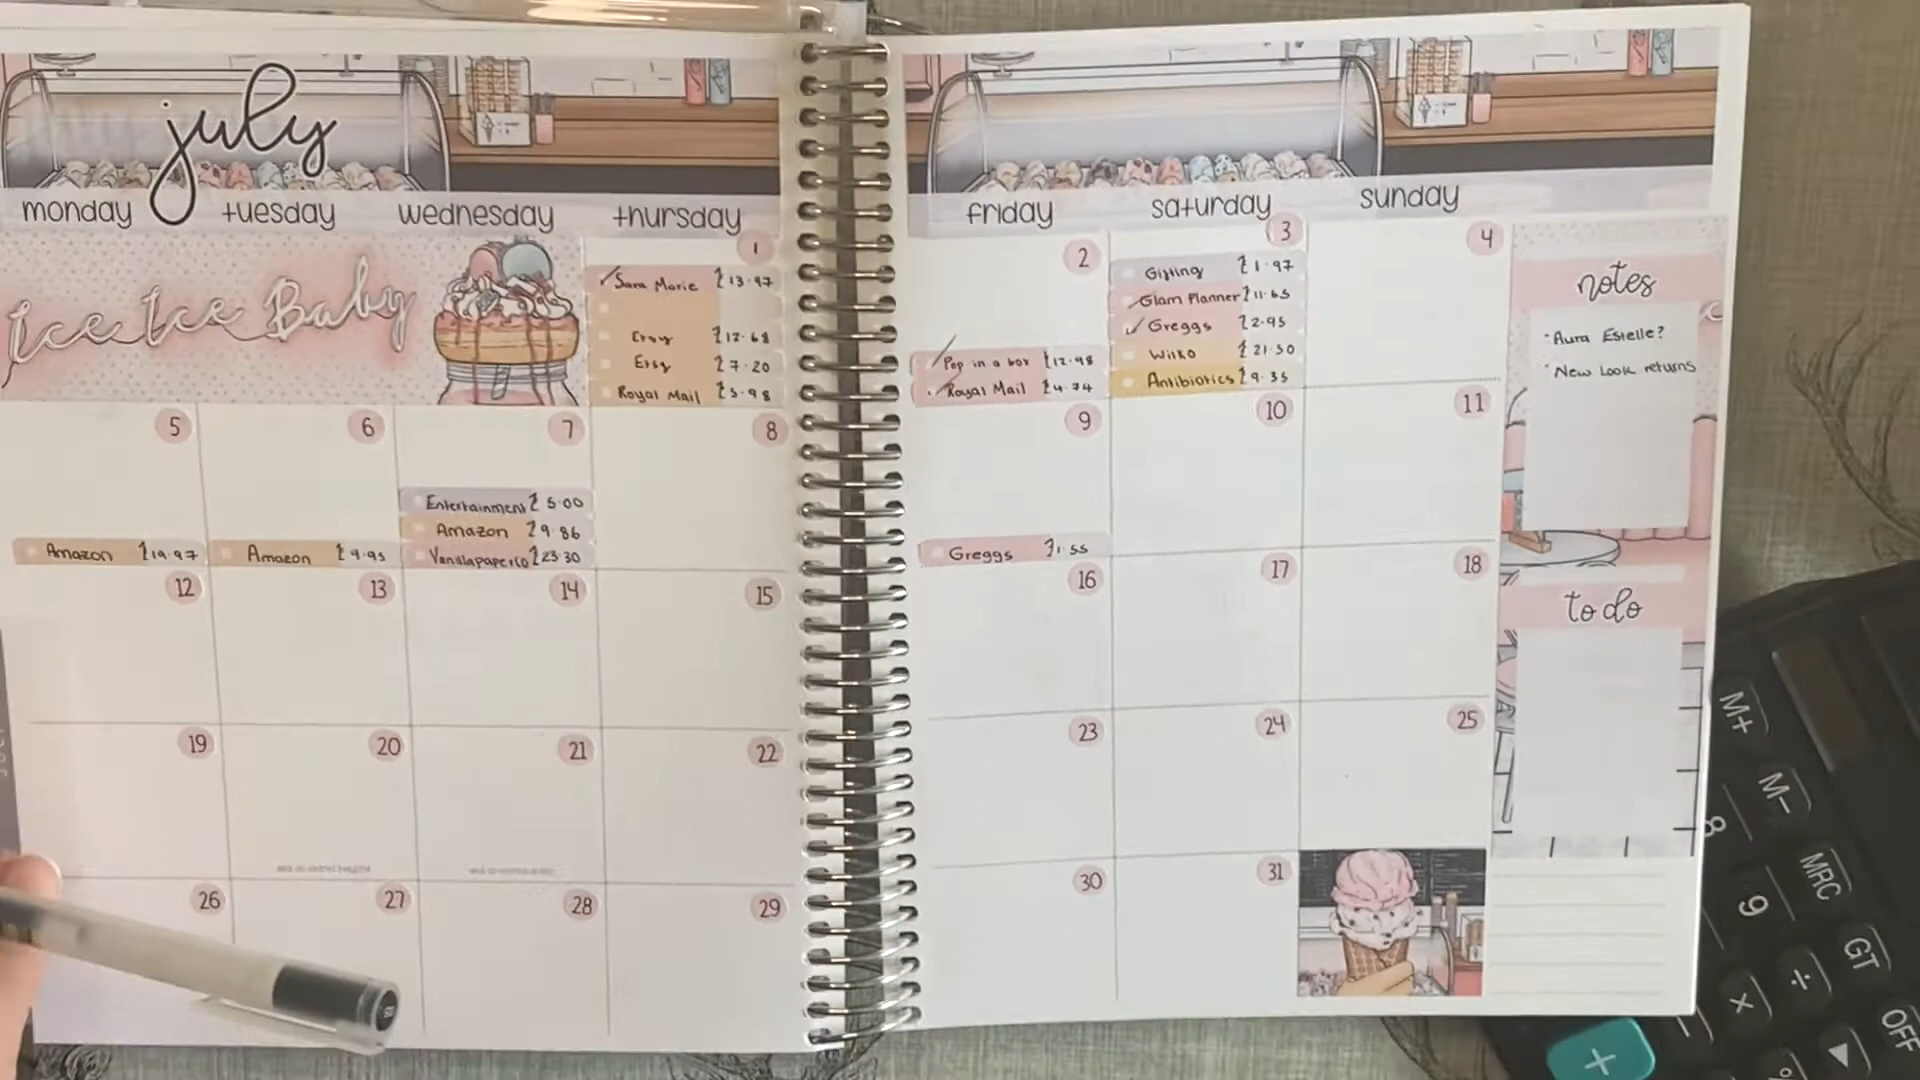 july
monday tuesday wednesday thursday friday saturday sunday
Ice Ice Baby
1
✓ Sara Marie £13.97
Etsy £12.68
Etsy £7.20
Royal Mail £5.98
2
Pop in a box £12.98
Royal Mail £4.74
3
Gifting £1.97
Glam Planner £11.65
✓ Greggs £2.95
Wilko £21.50
Antibiotics £9.35
4
notes
· Aura Estelle?
· New Look returns
5
Amazon £19.97
6
Amazon £9.95
7
Entertainment £5.00
Amazon £9.86
Vanillapaperco £23.30
8
9
Greggs £1.55
10
11
12
13
14
15
16
17
18
to do
19
20
21
22
23
24
25
26
27
28
29
30
31
M+
M-
MRC
8
9
GT
÷
×
OFF
-
+
%